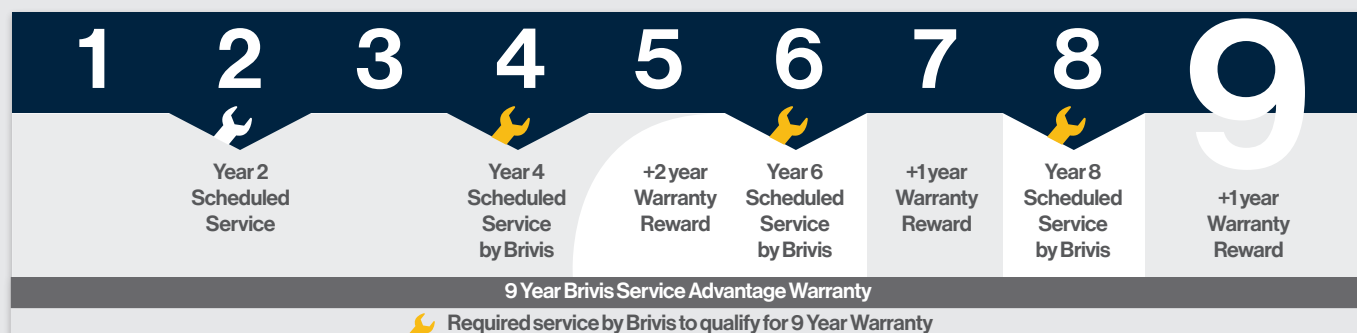 1 2 3 4 5 6 7 8 9
Year 2
Scheduled
Service
Year 4
Scheduled
Service
by Brivis
+2 year
Warranty
Reward
Year 6
Scheduled
Service
by Brivis
+1 year
Warranty
Reward
Year 8
Scheduled
Service
by Brivis
+1 year
Warranty
Reward
9 Year Brivis Service Advantage Warranty
Required service by Brivis to qualify for 9 Year Warranty